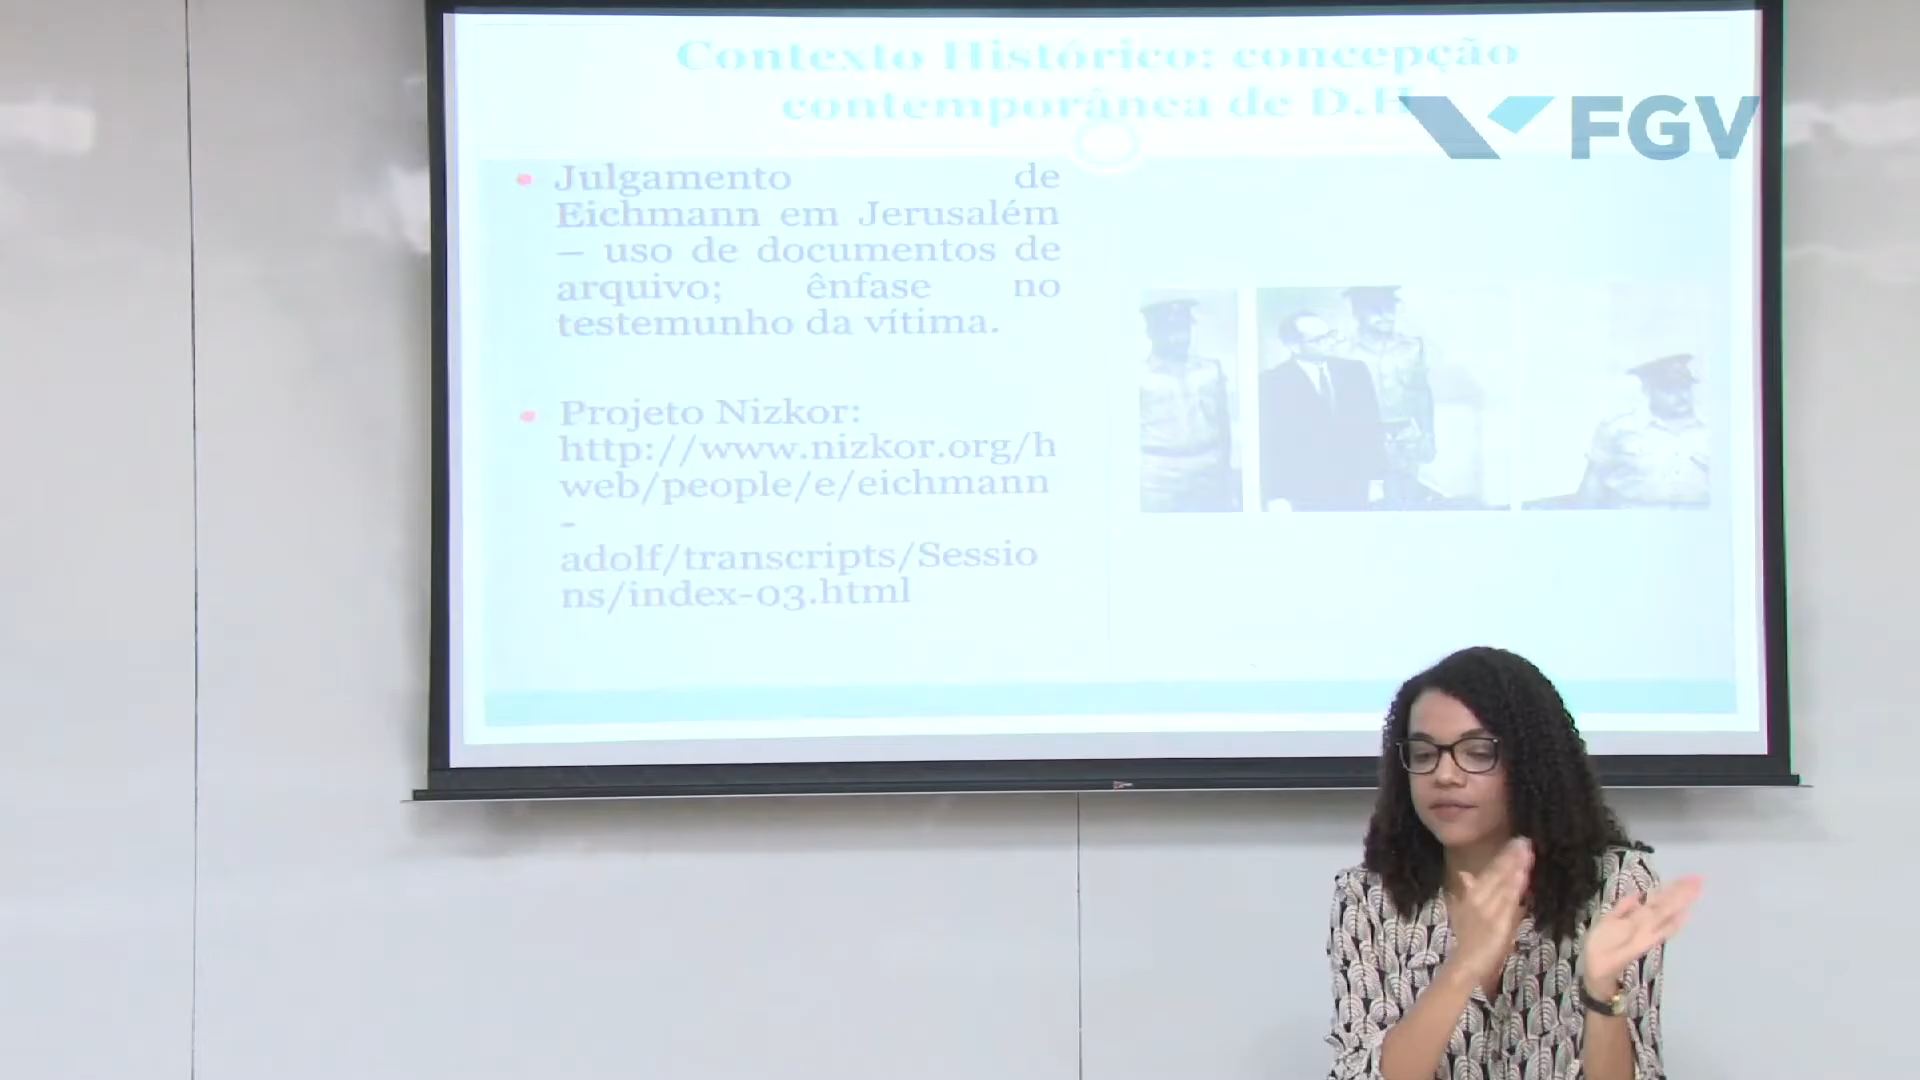 Contexto Histórico: concepção
contemporânea de D.H
FGV
Julgamento de
Eichmann em Jerusalém
– uso de documentos de
arquivo; ênfase no
testemunho da vítima.
Projeto Nizkor:
http://www.nizkor.org/h
web/people/e/eichmann
-
adolf/transcripts/Sessio
ns/index-03.html